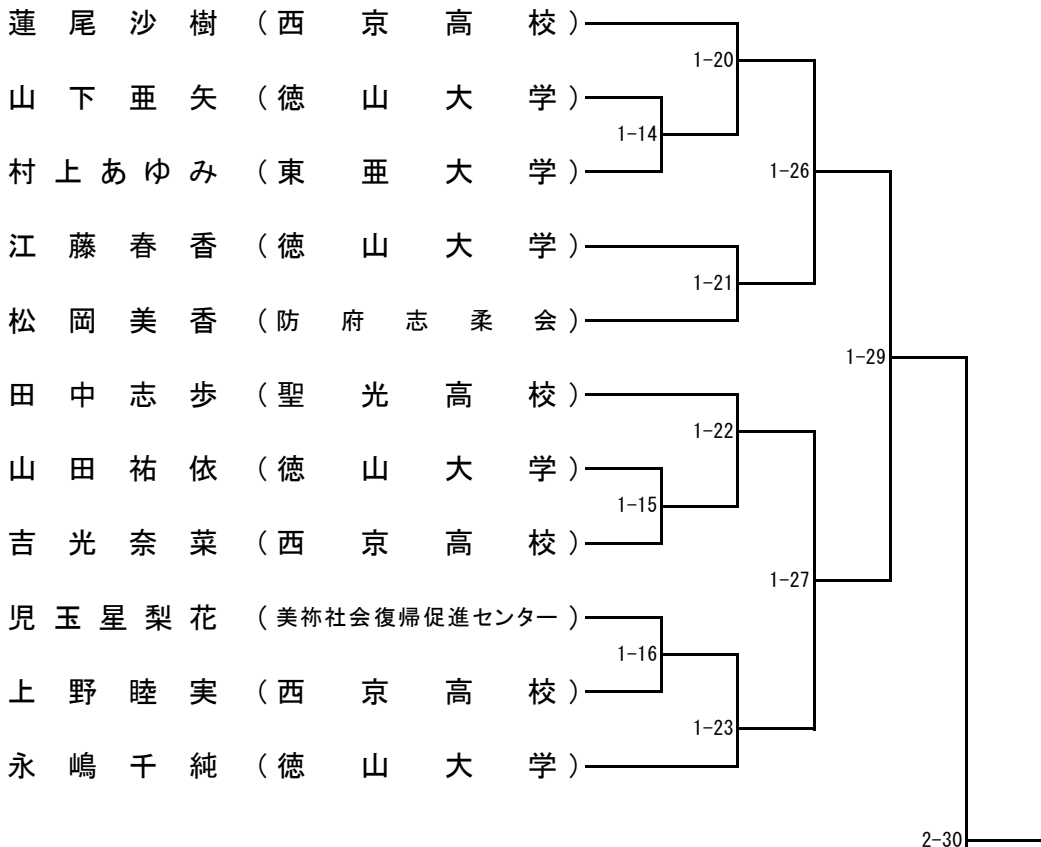 蓮尾沙樹（西京高校）
1-20
山下亜矢（徳山大学）
1-14
村上あゆみ（東亜大学）
1-26
江藤春香（徳山大学）
1-21
松岡美香（防府志柔会）
1-29
田中志歩（聖光高校）
1-22
山田祐依（徳山大学）
1-15
吉光奈菜（西京高校）
1-27
児玉星梨花（美祢社会復帰促進センター）
1-16
上野睦実（西京高校）
1-23
永嶋千純（徳山大学）
2-30